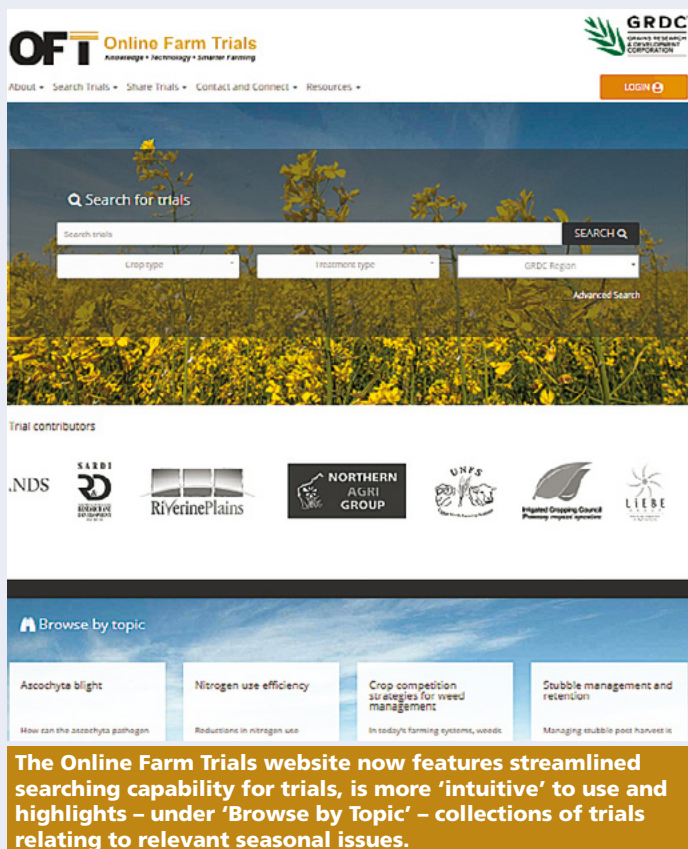 OFT Online Farm Trials
Knowledge • Technology • Smarter Farming
GRDC
GRAINS RESEARCH
& DEVELOPMENT
CORPORATION
About Search Trials Share Trials Contact and Connect Resources
LOGIN
Search for trials
Search trials
SEARCH
Crop type Treatment type GRDC Region
Advanced Search
Trial contributors
.NDS
SARDI
RiverinePlains
NORTHERN
AGRI
GROUP
UNFS
Irrigated Cropping Council
LIEBE
Browse by topic
Ascochyta blight
How can the ascochyta pathogen
Nitrogen use efficiency
Reductions in nitrogen use
Crop competition
strategies for weed
management
In today's farming systems, weeds
Stubble management and
retention
Managing stubble post harvest is
The Online Farm Trials website now features streamlined
searching capability for trials, is more ‘intuitive’ to use and
highlights – under ‘Browse by Topic’ – collections of trials
relating to relevant seasonal issues.